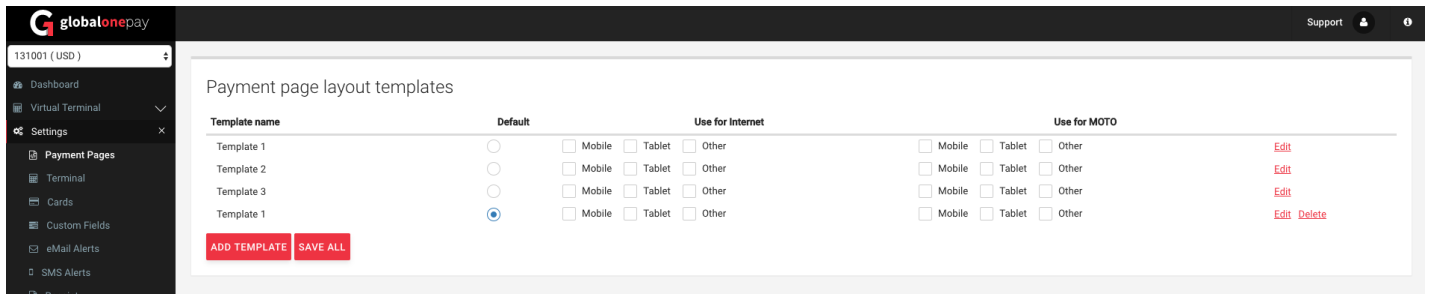 globalonepay
Support
131001 ( USD )
Dashboard
Virtual Terminal
Settings
Payment Pages
Terminal
Cards
Custom Fields
eMail Alerts
SMS Alerts
Payment page layout templates
Template name Default Use for Internet Use for MOTO
Template 1 Mobile Tablet Other Mobile Tablet Other Edit
Template 2 Mobile Tablet Other Mobile Tablet Other Edit
Template 3 Mobile Tablet Other Mobile Tablet Other Edit
Template 1 Mobile Tablet Other Mobile Tablet Other Edit Delete
ADD TEMPLATE SAVE ALL